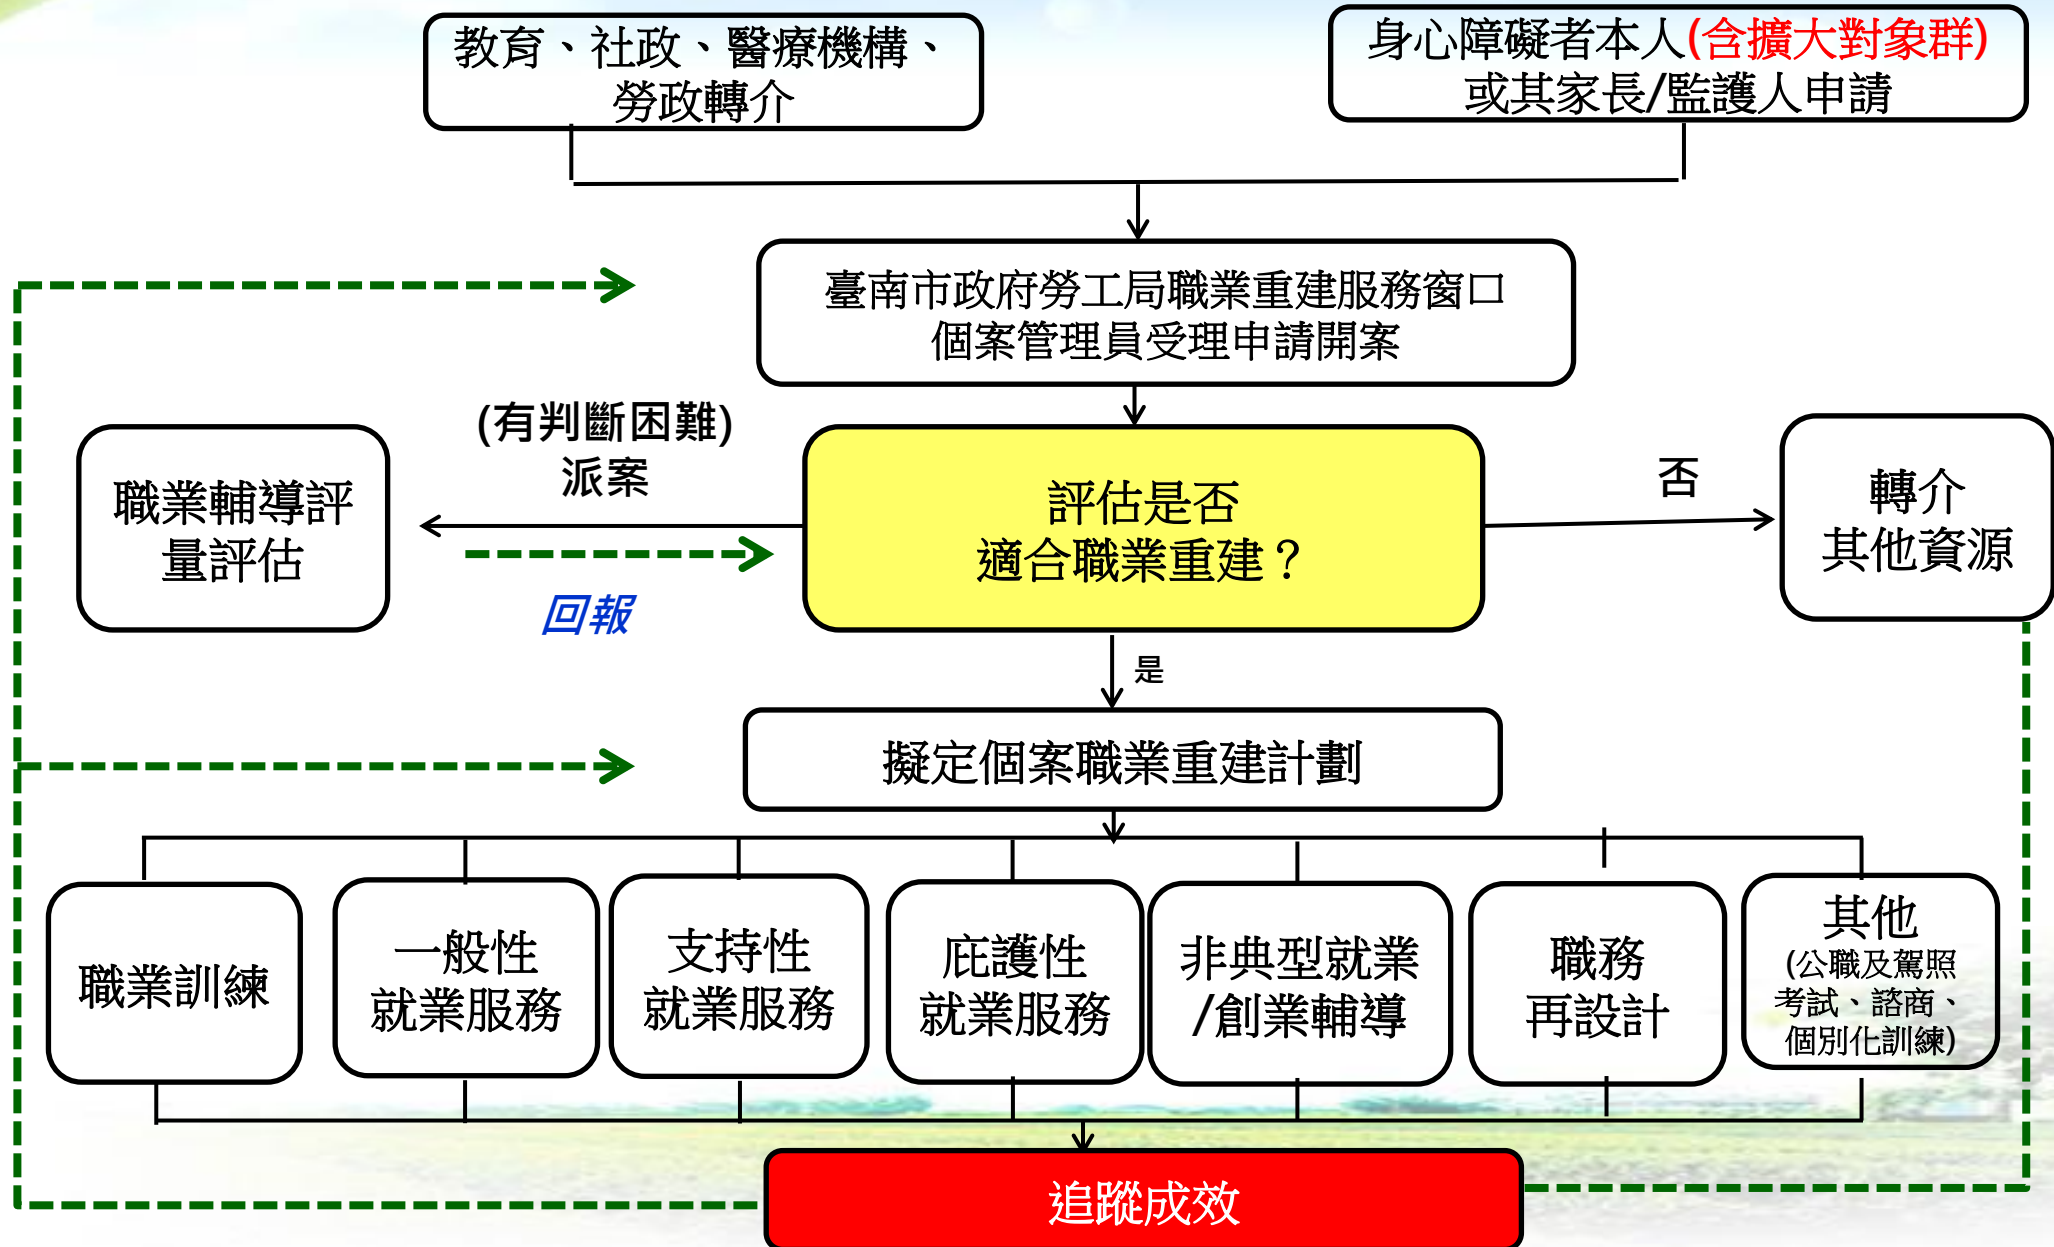 教育、社政、醫療機構、
勞政轉介
身心障礙者本人(含擴大對象群)
或其家長/監護人申請
臺南市政府勞工局職業重建服務窗口
個案管理員受理申請開案
(有判斷困難)
派案
職業輔導評
量評估
回報
評估是否
適合職業重建？
否
轉介
其他資源
是
擬定個案職業重建計劃
職業訓練
一般性
就業服務
支持性
就業服務
庇護性
就業服務
非典型就業
/創業輔導
職務
再設計
其他
(公職及駕照
考試、諮商、
個別化訓練)
追蹤成效